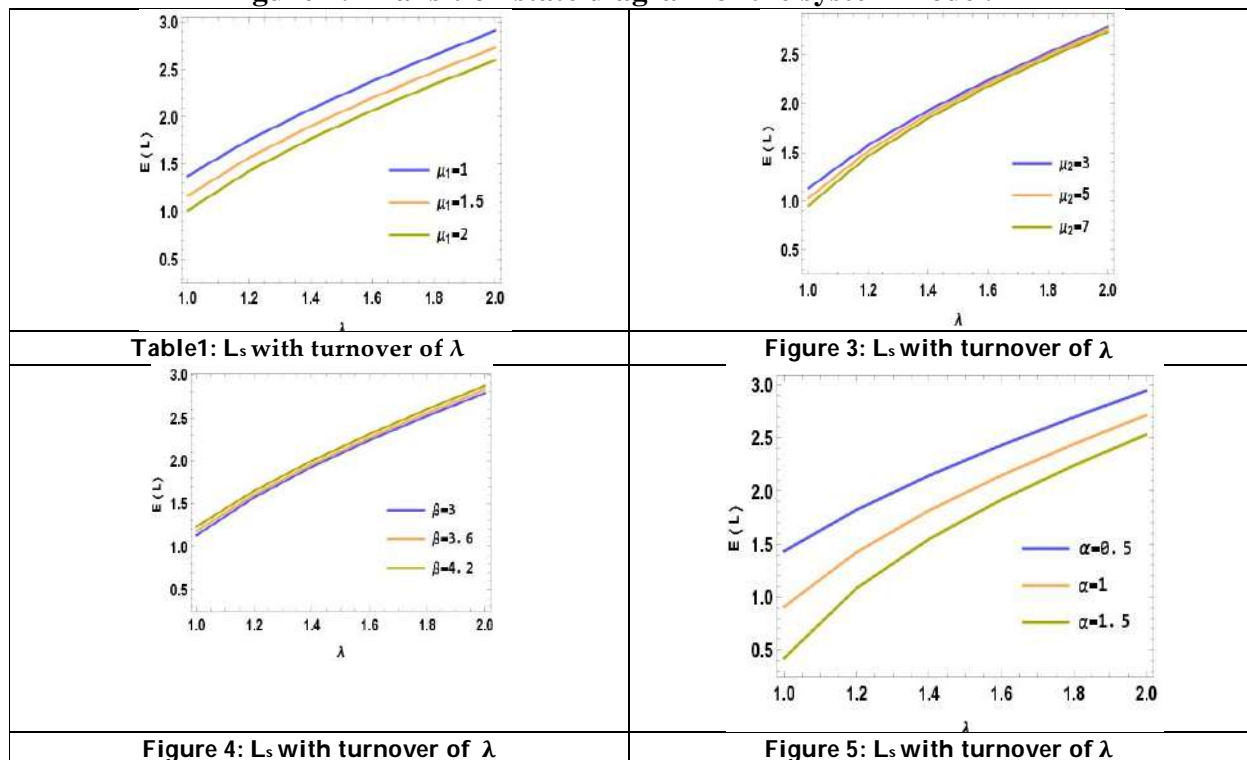 3.0
2.5
2.0
1.5
1.0
0.5
E(L)
μ₁=1
μ₁=1.5
μ₁=2
1.0 1.2 1.4 1.6 1.8 2.0
λ
2.5
2.0
1.5
1.0
0.5
E(L)
μ₂=3
μ₂=5
μ₂=7
1.0 1.2 1.4 1.6 1.8 2.0
λ
Table1: Lₛ with turnover of λ
Figure 3: Lₛ with turnover of λ
3.0
2.5
2.0
1.5
1.0
0.5
E(L)
β=3
β=3.6
β=4.2
1.0 1.2 1.4 1.6 1.8 2.0
λ
3.0
2.5
2.0
1.5
1.0
0.5
E(L)
α=0.5
α=1
α=1.5
1.0 1.2 1.4 1.6 1.8 2.0
λ
Figure 4: Lₛ with turnover of λ
Figure 5: Lₛ with turnover of λ